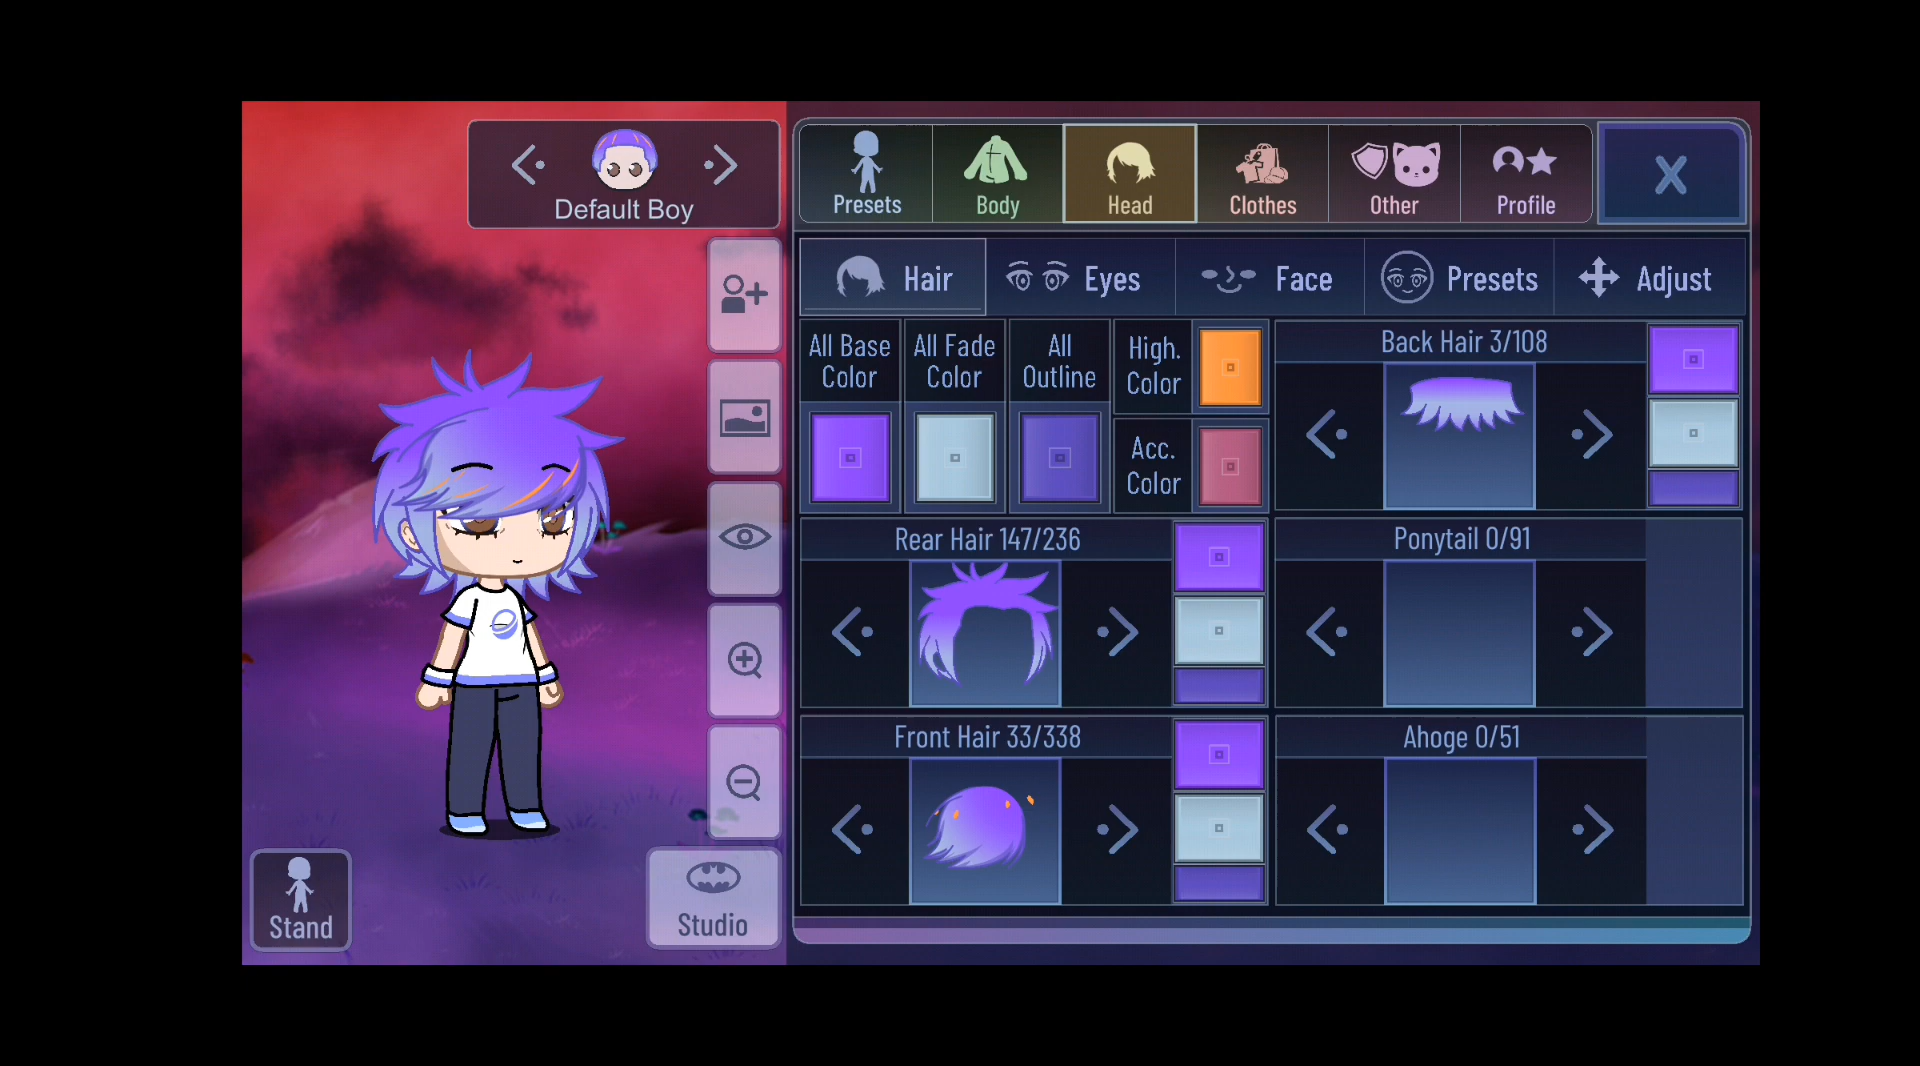 Default Boy
Presets
Body
Head
Clothes
Other
Profile
X
Hair
Eyes
Face
Presets
Adjust
All Base
Color
All Fade
Color
All
Outline
High.
Color
Acc.
Color
Back Hair 3/108
Rear Hair 147/236
Ponytail 0/91
Front Hair 33/338
Ahoge 0/51
Stand
Studio